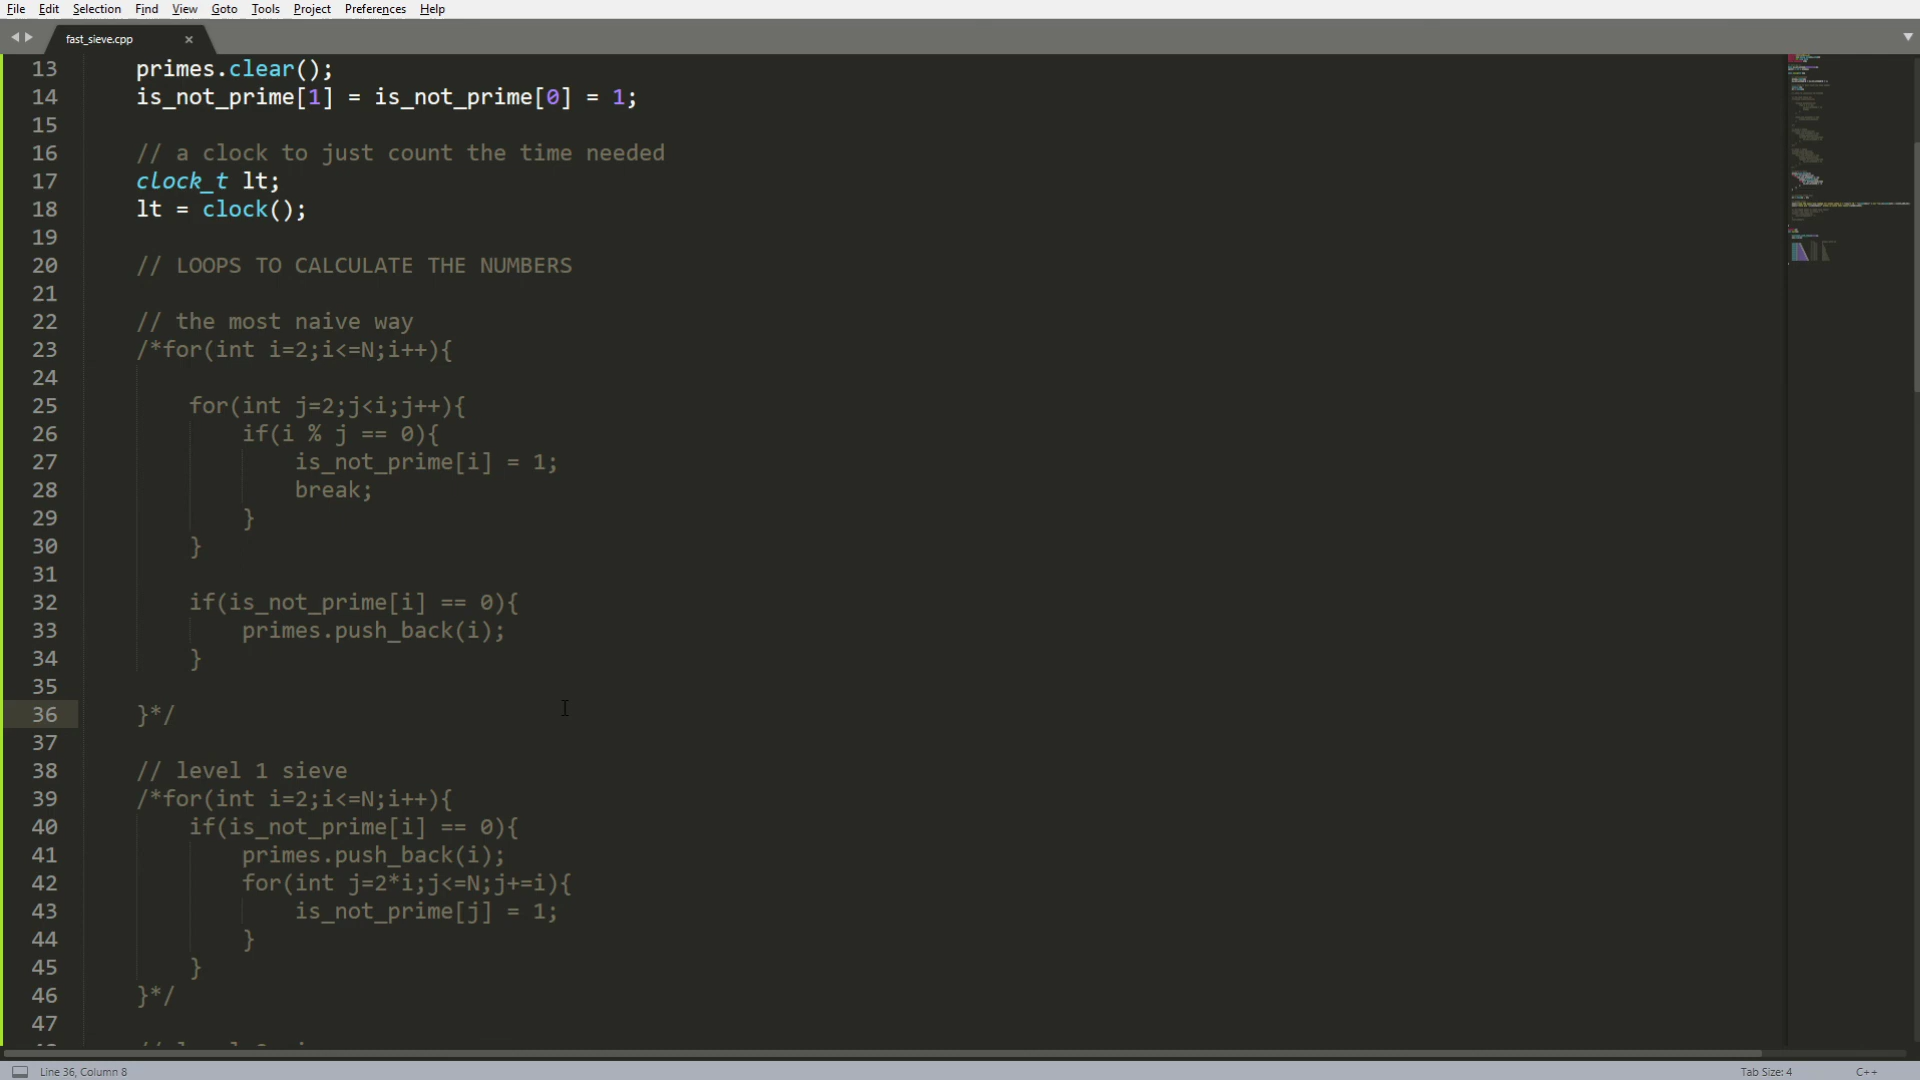 File Edit Selection Find View Goto Tools Project Preferences Help
fast_sieve.cpp ×
13 primes.clear();
14 is_not_prime[1] = is_not_prime[0] = 1;
15
16 // a clock to just count the time needed
17 clock_t lt;
18 lt = clock();
19
20 // LOOPS TO CALCULATE THE NUMBERS
21
22 // the most naive way
23 /*for(int i=2;i<=N;i++){
24
25 for(int j=2;j<i;j++){
26 if(i % j == 0){
27 is_not_prime[i] = 1;
28 break;
29 }
30 }
31
32 if(is_not_prime[i] == 0){
33 primes.push_back(i);
34 }
35
36 }*/
37
38 // level 1 sieve
39 /*for(int i=2;i<=N;i++){
40 if(is_not_prime[i] == 0){
41 primes.push_back(i);
42 for(int j=2*i;j<=N;j+=i){
43 is_not_prime[j] = 1;
44 }
45 }
46 }*/
47
Line 36, Column 8 Tab Size: 4 C++